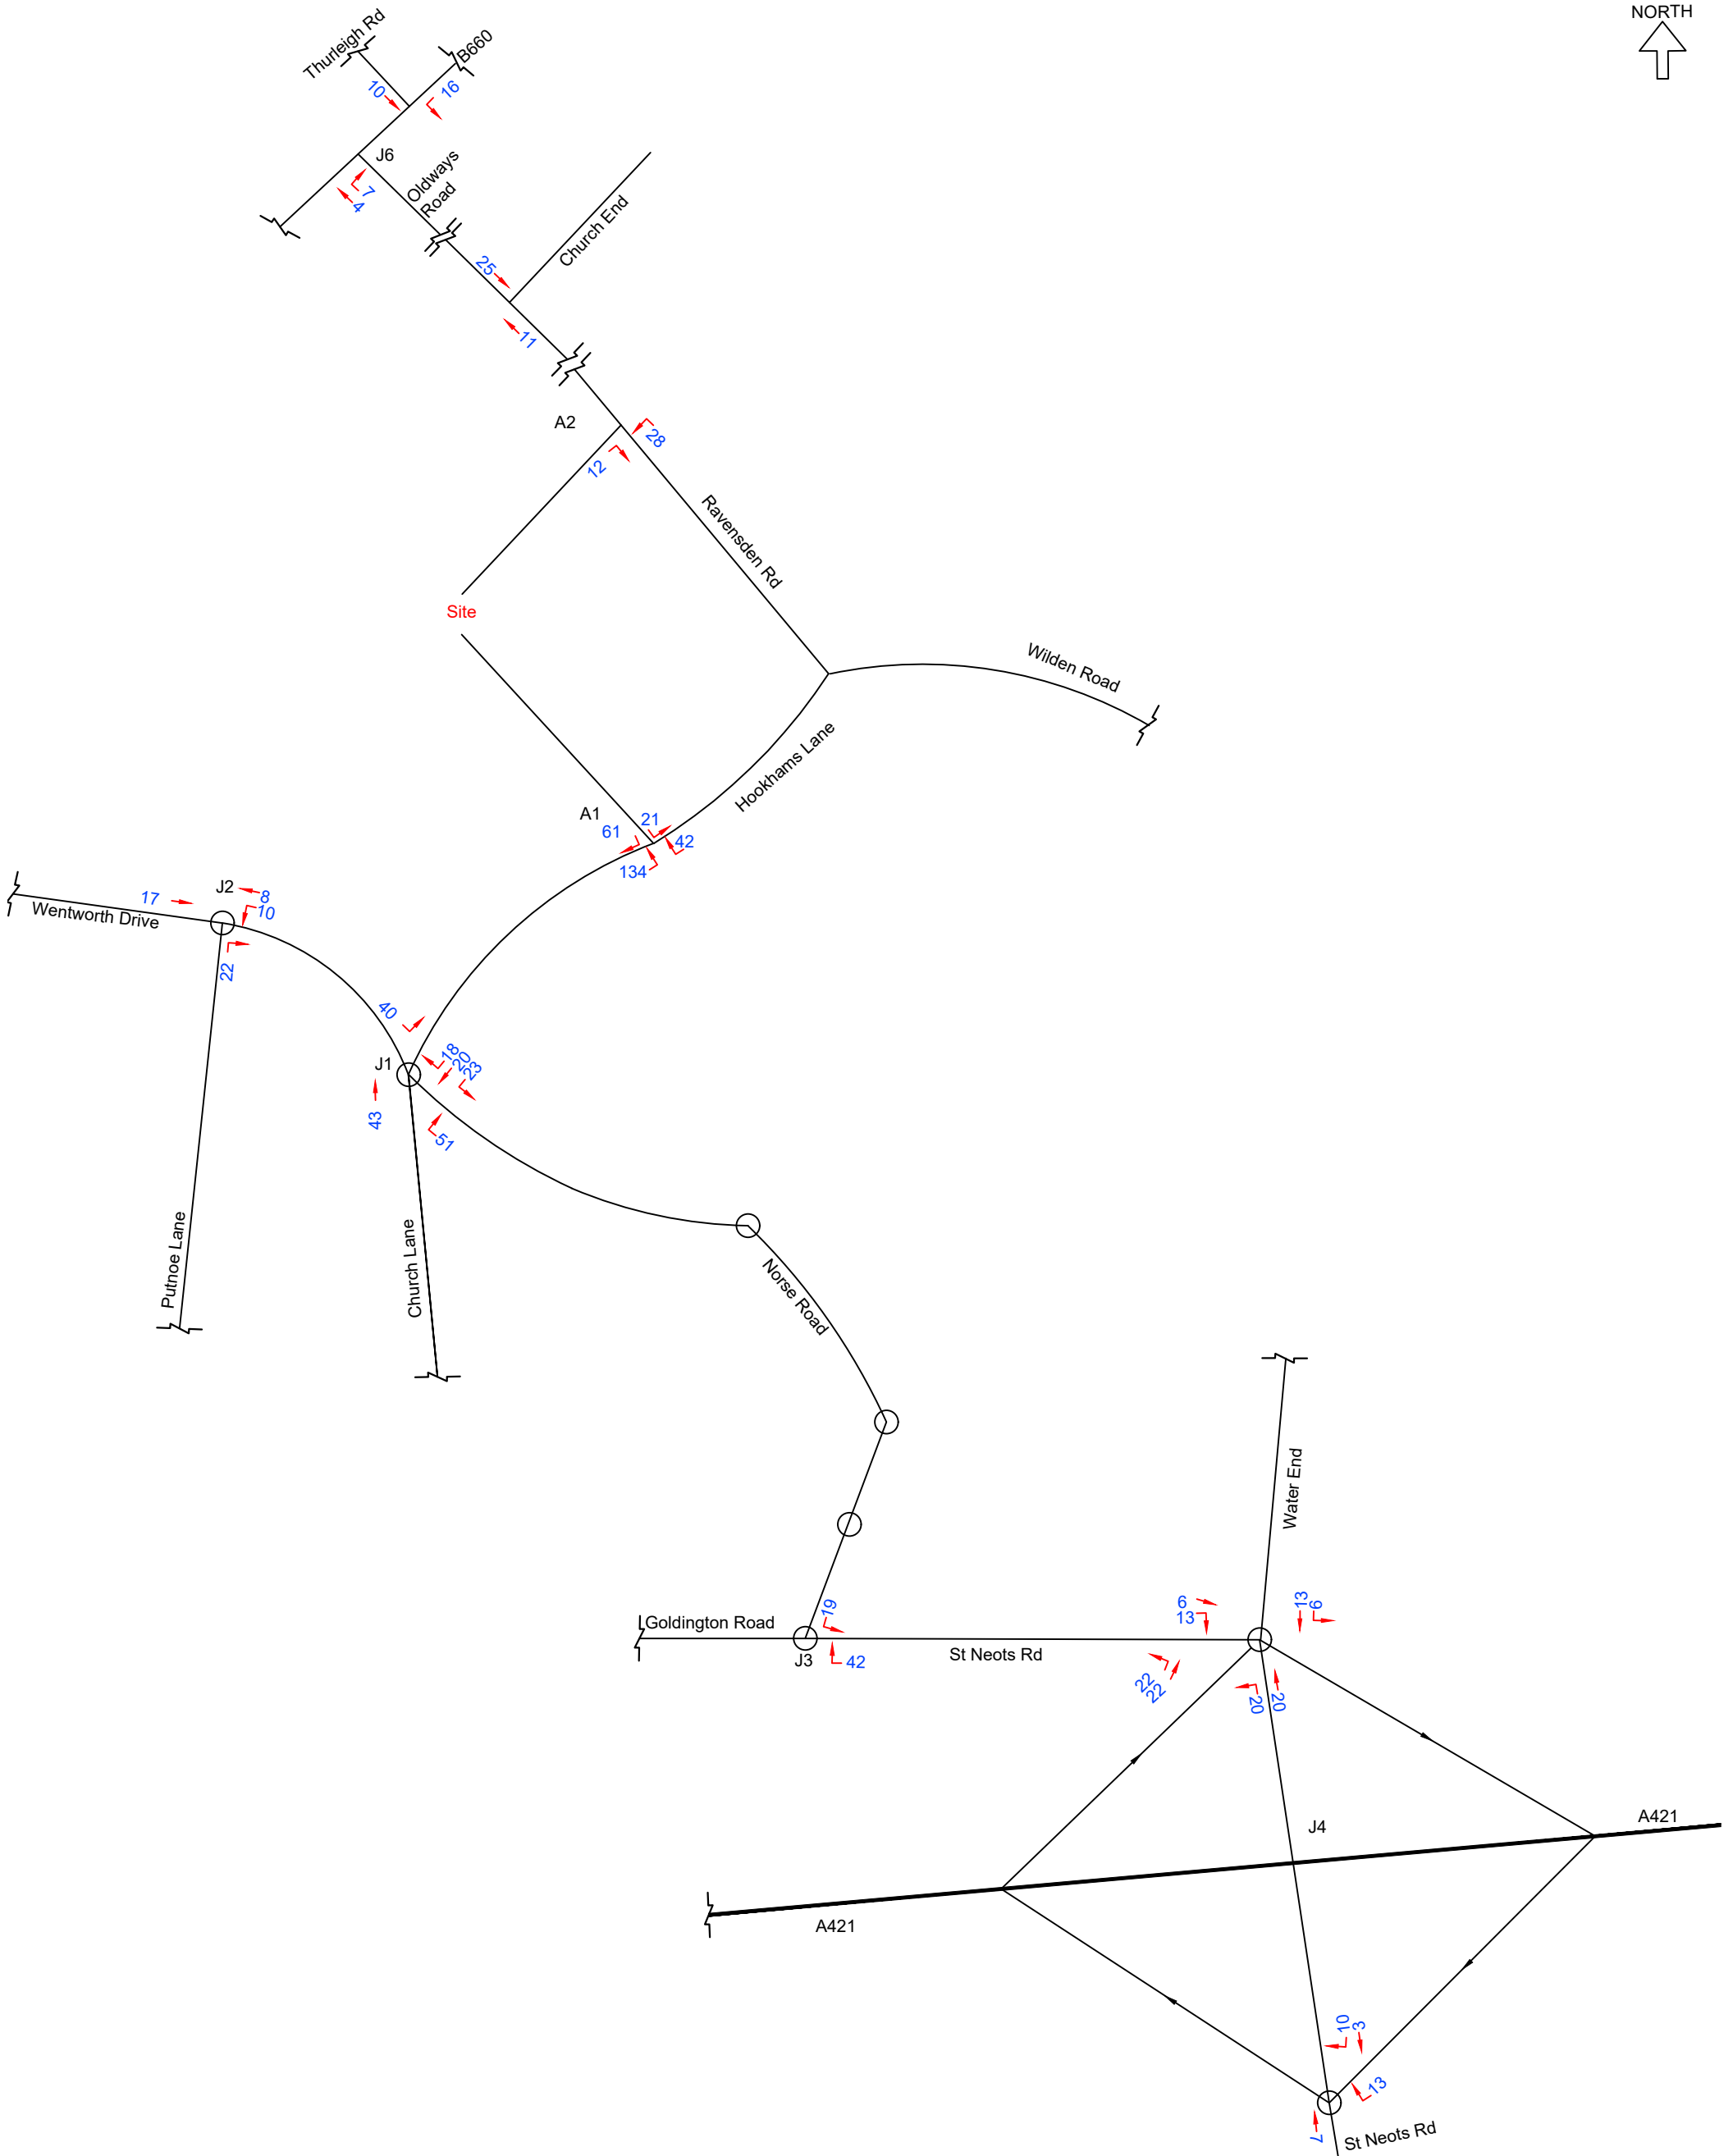 NORTH
Thurleigh Rd
B660
10
16
J6
Oldways
Road
7
4
Church End
25
11
A2
28
12
Ravensden Rd
Site
Wilden Road
Hookhams Lane
A1
21
61
42
134
J2
17
8
10
Wentworth Drive
22
40
J1
18
20
23
43
51
Putnoe Lane
Church Lane
Norse Road
Water End
19
Goldington Road
J3
42
St Neots Rd
6
13
13
6
22
22
20
20
J4
A421
A421
10
3
13
7
St Neots Rd